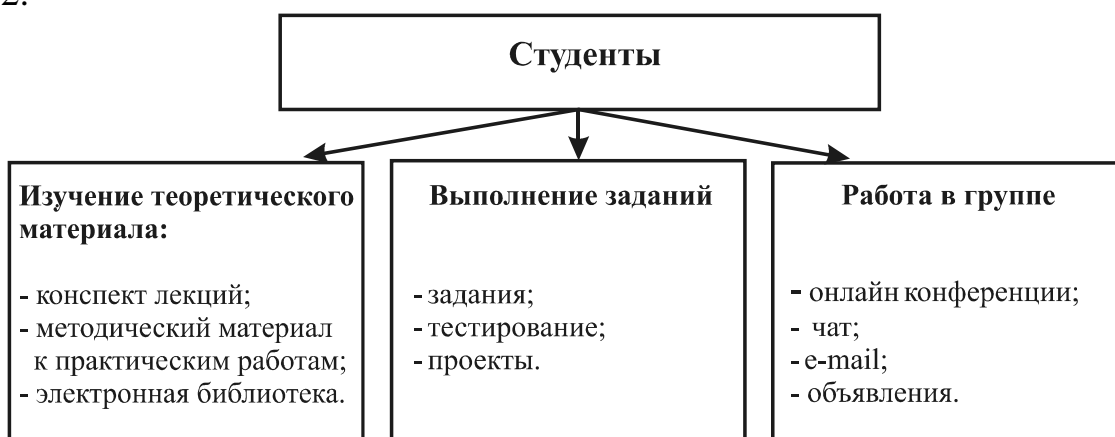 2.
Студенты
Изучение теоретического
материала:
- конспект лекций;
- методический материал
к практическим работам;
- электронная библиотека.
Выполнение заданий
- задания;
- тестирование;
- проекты.
Работа в группе
- онлайн конференции;
- чат;
- e-mail;
- объявления.